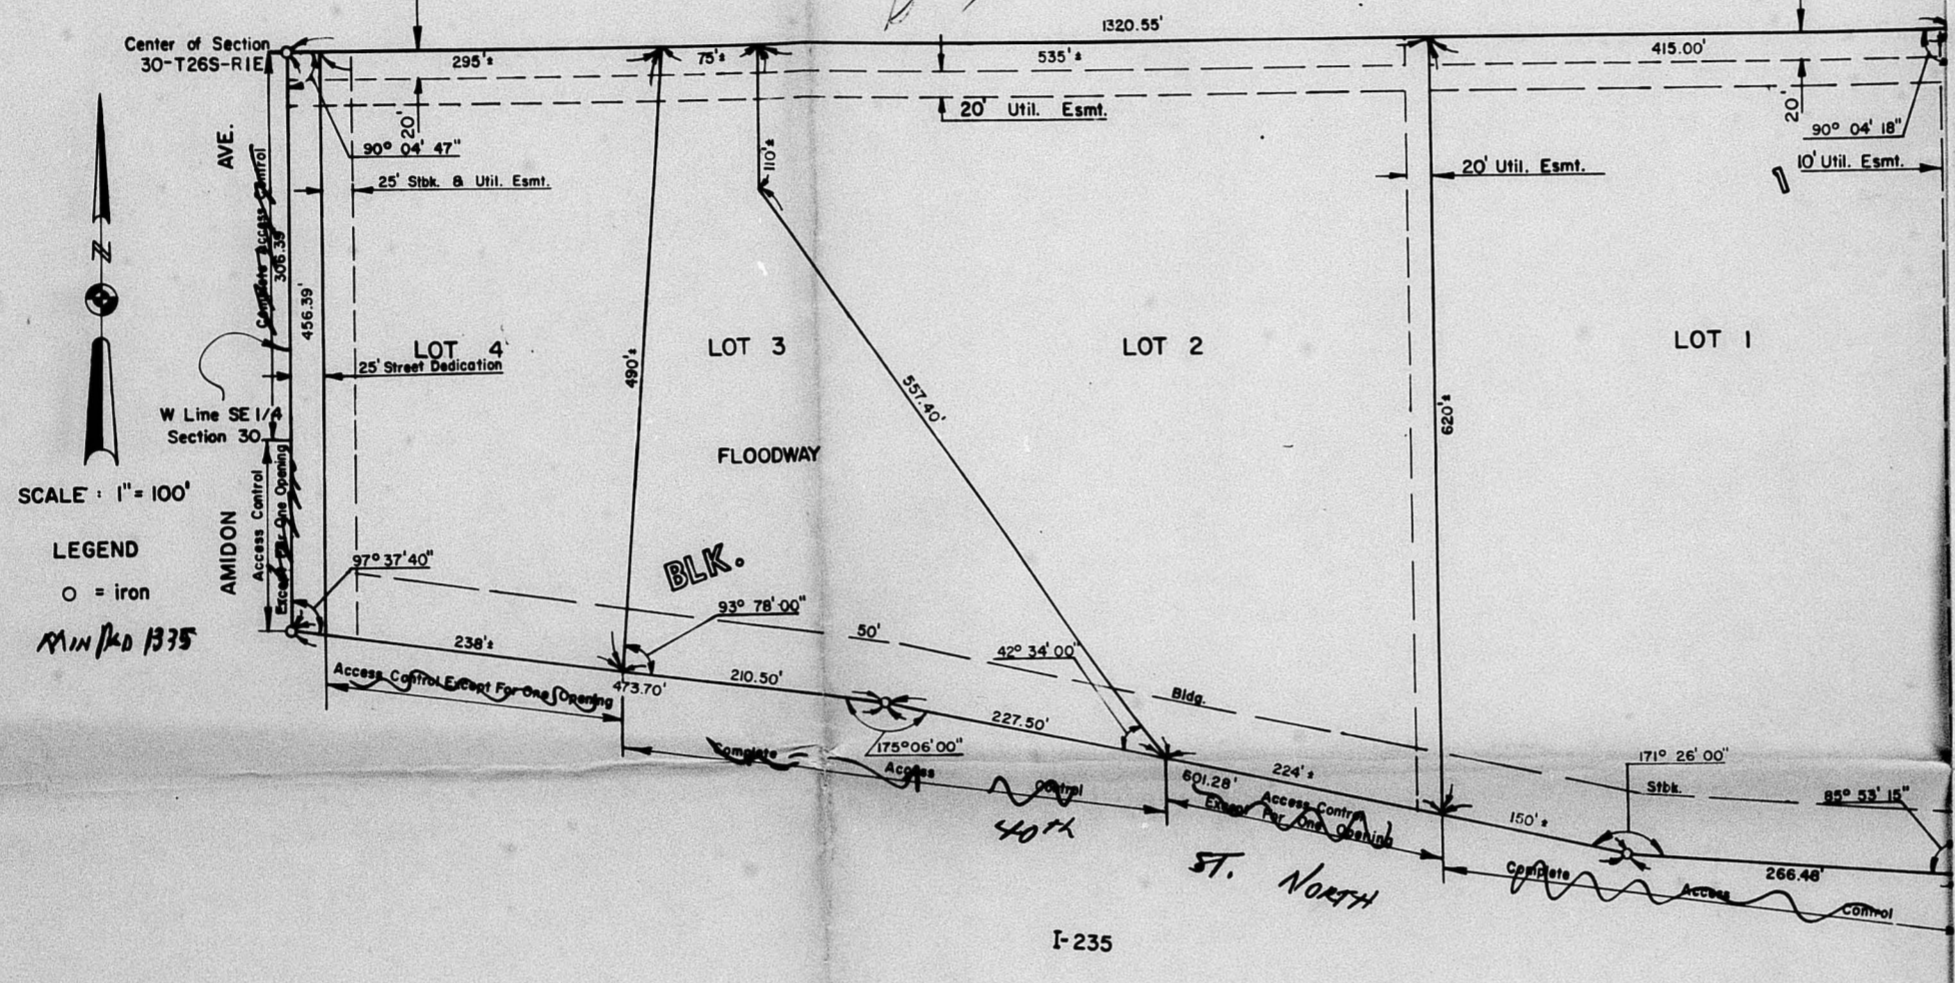 1320.55'
Center of Section
30-T26S-R1E
295'±
75'±
535'±
415.00'
20'
20' Util. Esmt.
20'
90° 04' 47"
90° 04' 18"
25' Stbk. & Util. Esmt.
110'±
20' Util. Esmt.
10' Util. Esmt.
1
AVE.
Complete Access Control
306.39
456.39'
N
LOT 4
LOT 3
LOT 2
LOT 1
25' Street Dedication
490'±
557.40'
620'±
W Line SE 1/4
Section 30
FLOODWAY
SCALE : 1" = 100'
LEGEND
O = iron
AMIDON
Access Control
Except For One Opening
97° 37' 40"
BLK.
93° 78' 00"
50'
42° 34' 00"
Bldg.
238'±
Access Control Except For One Opening
473.70'
210.50'
227.50'
175° 06' 00"
Complete Access Control
601.28'
224'±
Access Control
Except For One Opening
171° 26' 00"
Stbk.
85° 53' 15"
150'±
266.48'
Complete Access Control
40th
ST. NORTH
I-235